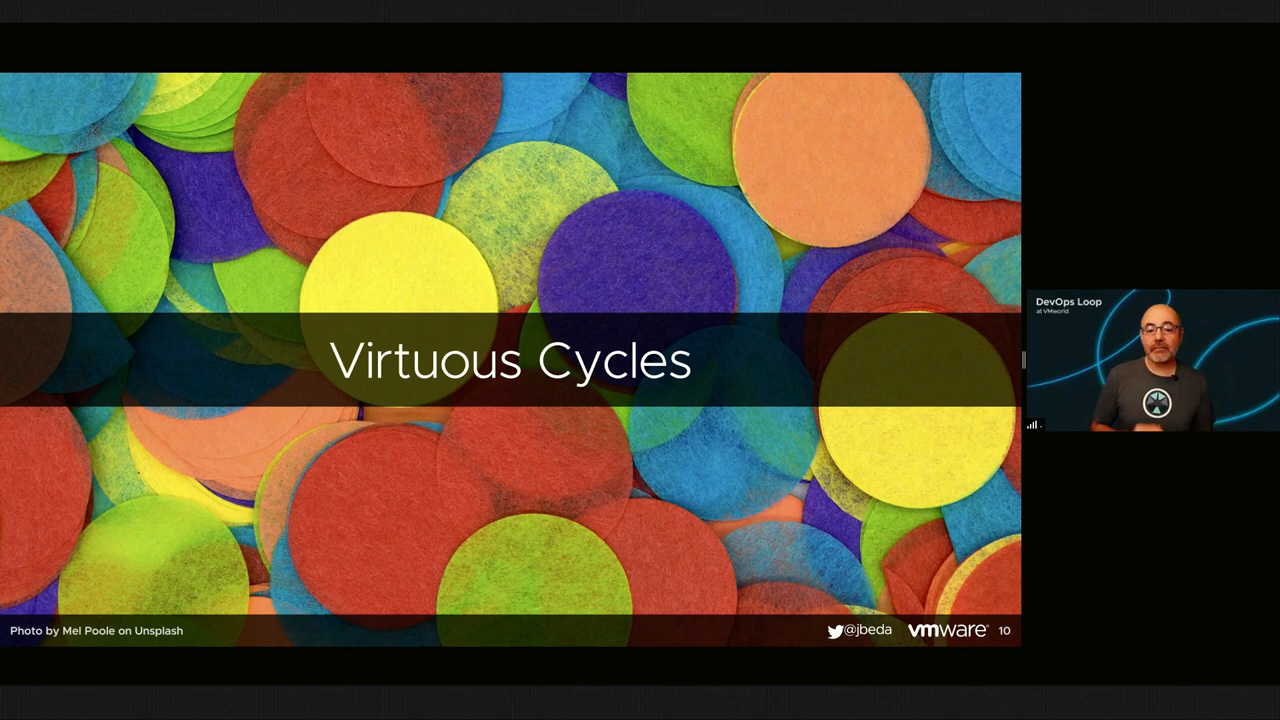 Virtuous Cycles
DevOps Loop
at VMworld
Photo by Mel Poole on Unsplash
@jbeda
vmware®
10